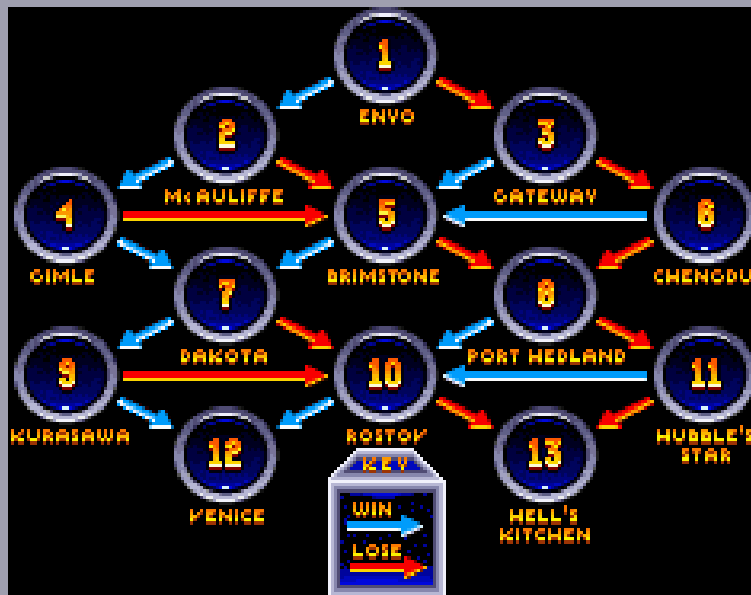 1
ENVO
2
3
McAULIFFE
GATEWAY
4
5
6
GIMLE
BRIMSTONE
CHENGDU
7
8
DAKOTA
PORT HEDLAND
9
10
11
KURASAWA
ROSTOV
HUBBLE'S
STAR
12
13
VENICE
HELL'S
KITCHEN
KEY
WIN
LOSE